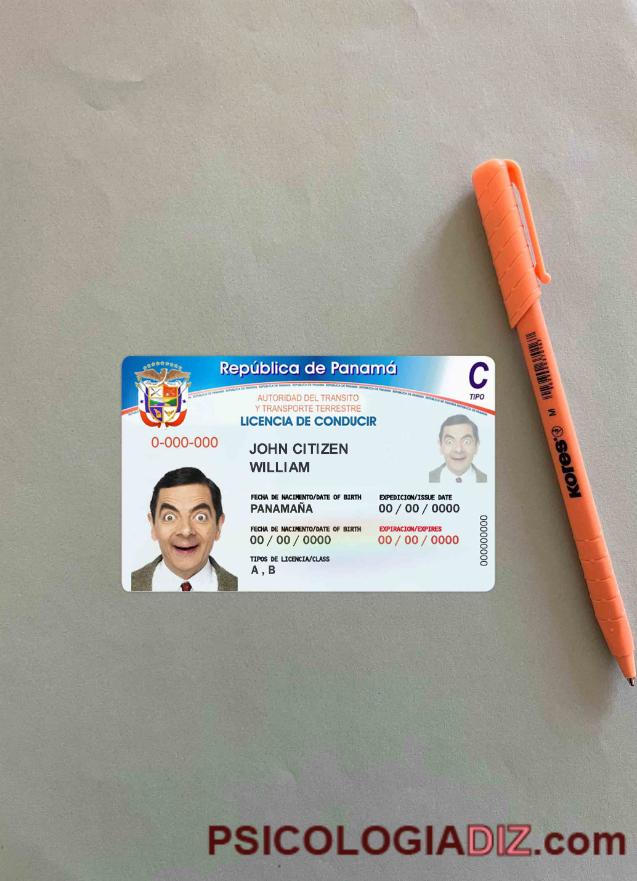 República de Panamá
C
TIPO
AUTORIDAD DEL TRANSITO
Y TRANSPORTE TERRESTRE
LICENCIA DE CONDUCIR
0-000-000
JOHN CITIZEN
WILLIAM
FECHA DE NACIMENTO/DATE OF BIRTH
PANAMAÑA
EXPEDICION/ISSUE DATE
00 / 00 / 0000
FECHA DE NACIMENTO/DATE OF BIRTH
00 / 00 / 0000
EXPIRACION/EXPIRES
00 / 00 / 0000
TIPOS DE LICENCIA/CLASS
A , B
000000000
Kores
M
PSICOLOGIADIZ.com